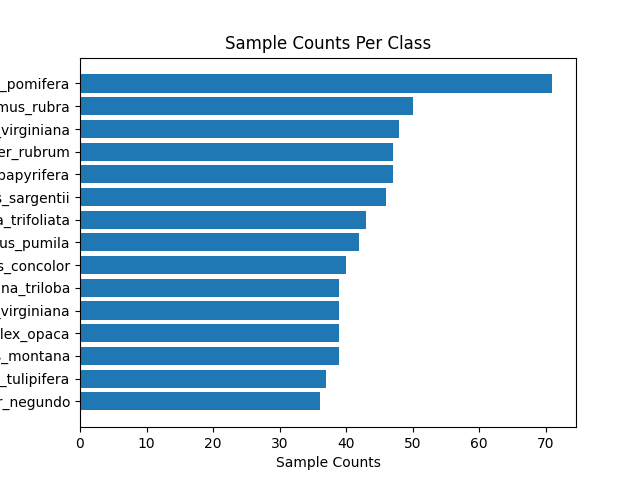 Sample Counts Per Class
_pomifera
mus_rubra
virginiana
er_rubrum
papyrifera
s_sargentii
a_trifoliata
us_pumila
s_concolor
na_triloba
virginiana
lex_opaca
s_montana
_tulipifera
r_negundo
0 10 20 30 40 50 60 70
Sample Counts